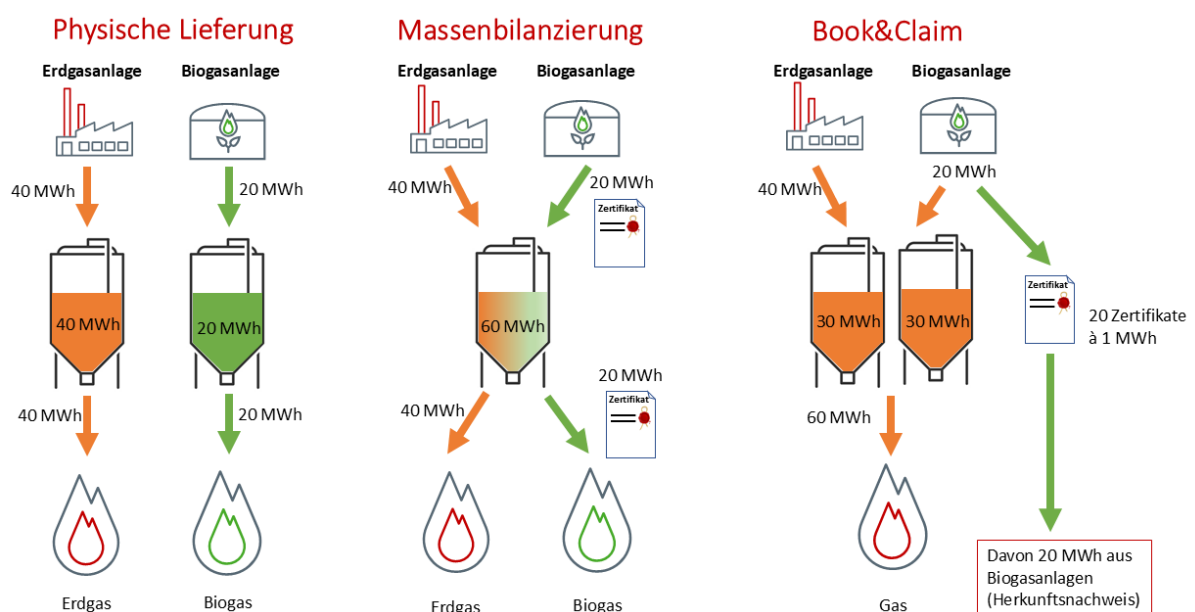 Physische Lieferung
Erdgasanlage
Biogasanlage
40 MWh
20 MWh
40 MWh
20 MWh
40 MWh
20 MWh
Erdgas
Biogas
Massenbilanzierung
Erdgasanlage
Biogasanlage
40 MWh
20 MWh
Zertifikat
60 MWh
20 MWh
Zertifikat
40 MWh
Erdgas
Biogas
Book&Claim
Erdgasanlage
Biogasanlage
40 MWh
20 MWh
30 MWh
30 MWh
Zertifikat
20 Zertifikate
à 1 MWh
60 MWh
Gas
Davon 20 MWh aus
Biogasanlagen
(Herkunftsnachweis)